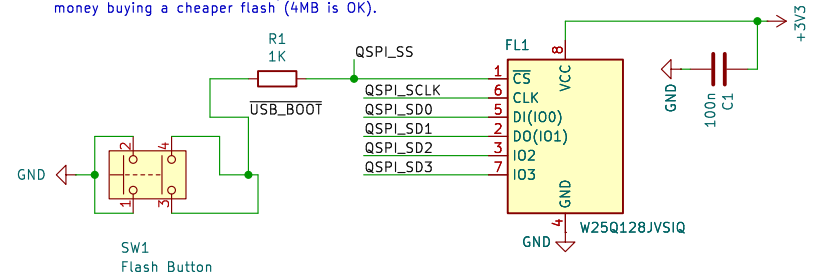 money buying a cheaper flash (4MB is OK).
+3V3
R1
1K
QSPI_SS
FL1
8
VCC
1
CS
QSPI_SCLK
6
CLK
USB_BOOT
QSPI_SD0
5
DI(IO0)
QSPI_SD1
2
DO(IO1)
QSPI_SD2
3
IO2
QSPI_SD3
7
IO3
GND
100n
C1
2
4
GND
1
3
GND
4
W25Q128JVSIQ
GND
SW1
Flash Button